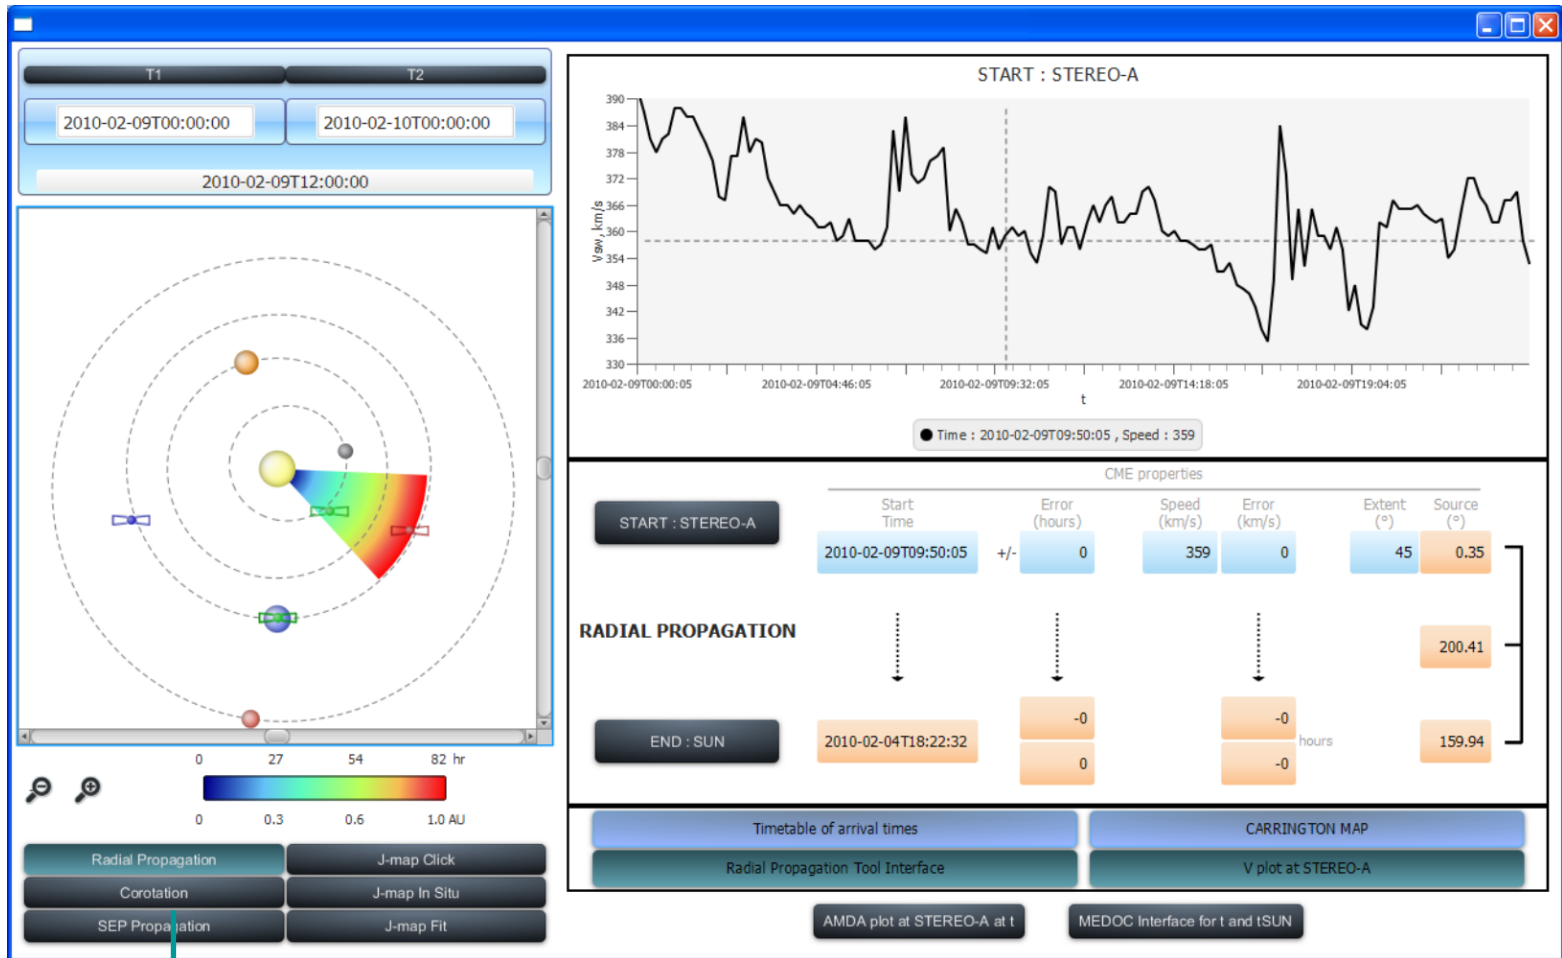 T1 T2
2010-02-09T00:00:00 2010-02-10T00:00:00
2010-02-09T12:00:00
0 27 54 82 hr
0 0.3 0.6 1.0 AU
Radial Propagation J-map Click
Corotation J-map In Situ
SEP Propagation J-map Fit
START : STEREO-A
390
384
378
372
366
360
354
348
342
336
330
Vsw, km/s
2010-02-09T00:00:05 2010-02-09T04:46:05 2010-02-09T09:32:05 2010-02-09T14:18:05 2010-02-09T19:04:05
t
Time : 2010-02-09T09:50:05 , Speed : 359
CME properties
Start Time Error (hours) Speed (km/s) Error (km/s) Extent (°) Source (°)
START : STEREO-A 2010-02-09T09:50:05 +/- 0 359 0 45 0.35
RADIAL PROPAGATION 200.41
-0 -0
END : SUN 2010-02-04T18:22:32 hours 159.94
0 -0
Timetable of arrival times CARRINGTON MAP
Radial Propagation Tool Interface V plot at STEREO-A
AMDA plot at STEREO-A at t MEDOC Interface for t and tSUN